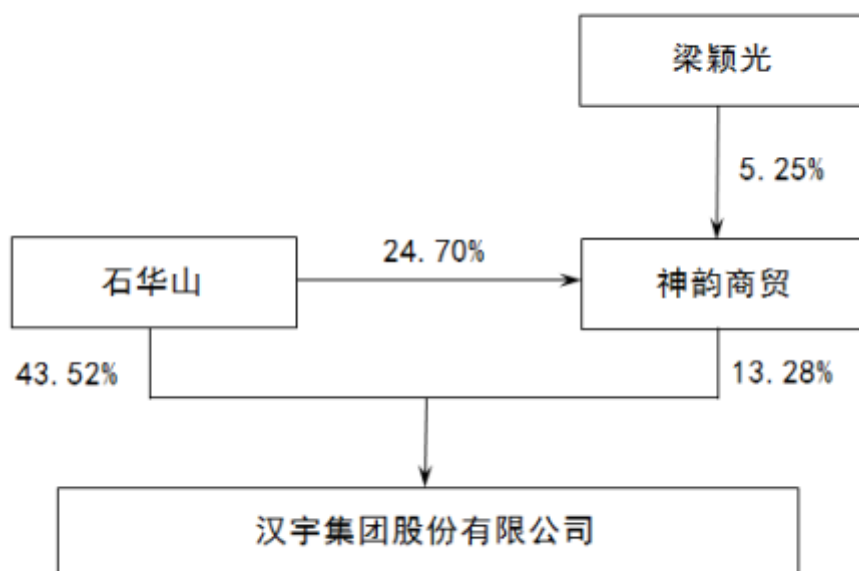 梁颖光
5.25%
24.70%
石华山
神韵商贸
43.52%
13.28%
汉宇集团股份有限公司